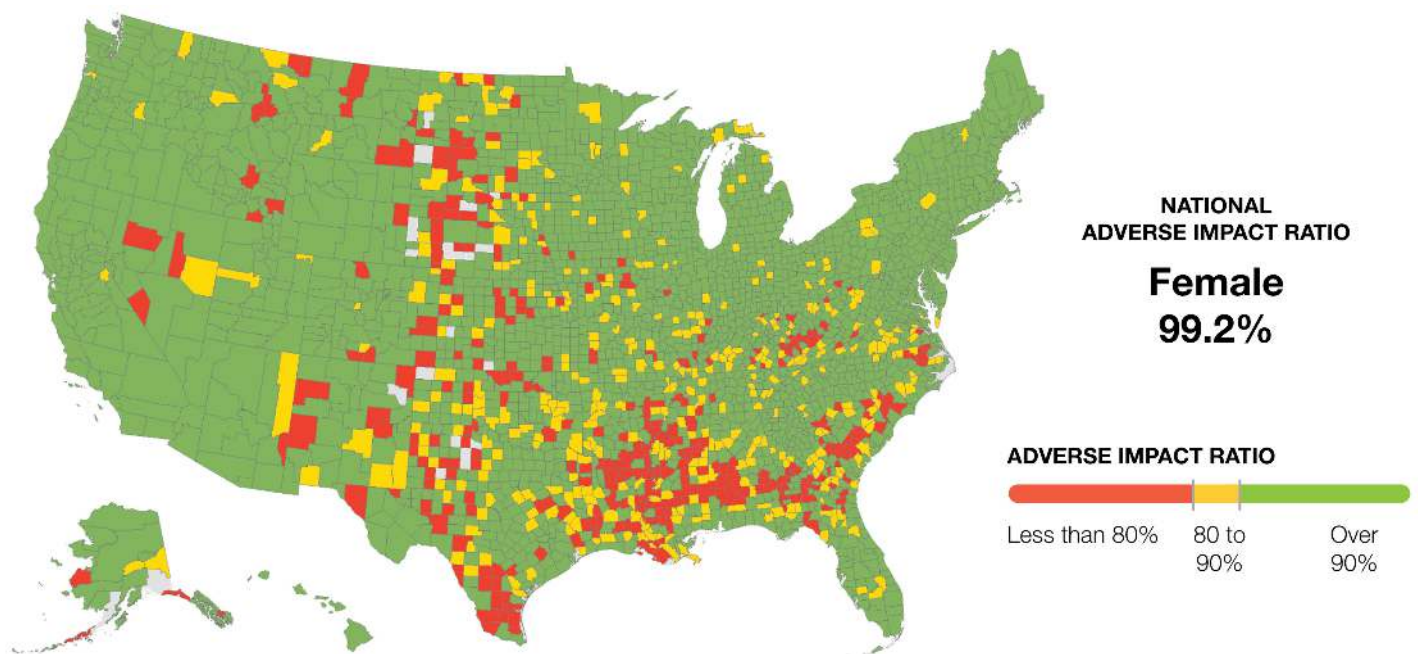 NATIONAL
ADVERSE IMPACT RATIO
Female
99.2%
ADVERSE IMPACT RATIO
Less than 80%
80 to
90%
Over
90%